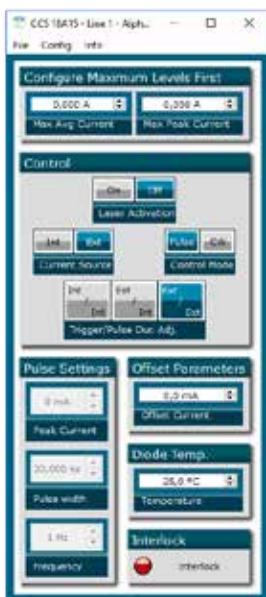 CCS 18A15 - Line 1 - Alph...
File Config Info
Configure Maximum Levels First
0,000 A
0,000 A
Max Avg Current
Max Peak Current
Control
On Off
Laser Activation
Int Ext
Pulse CW
Current Source
Control Mode
Int / Int
Ext / Int
Ext / Ext
Trigger/Pulse Dur. Adj.
Pulse Settings
0 mA
Peak Current
Pulse width
1 Hz
Frequency
Offset Parameters
0,0 mA
Offset Current
Diode Temp.
25,0 ºC
Temperature
Interlock
Interlock